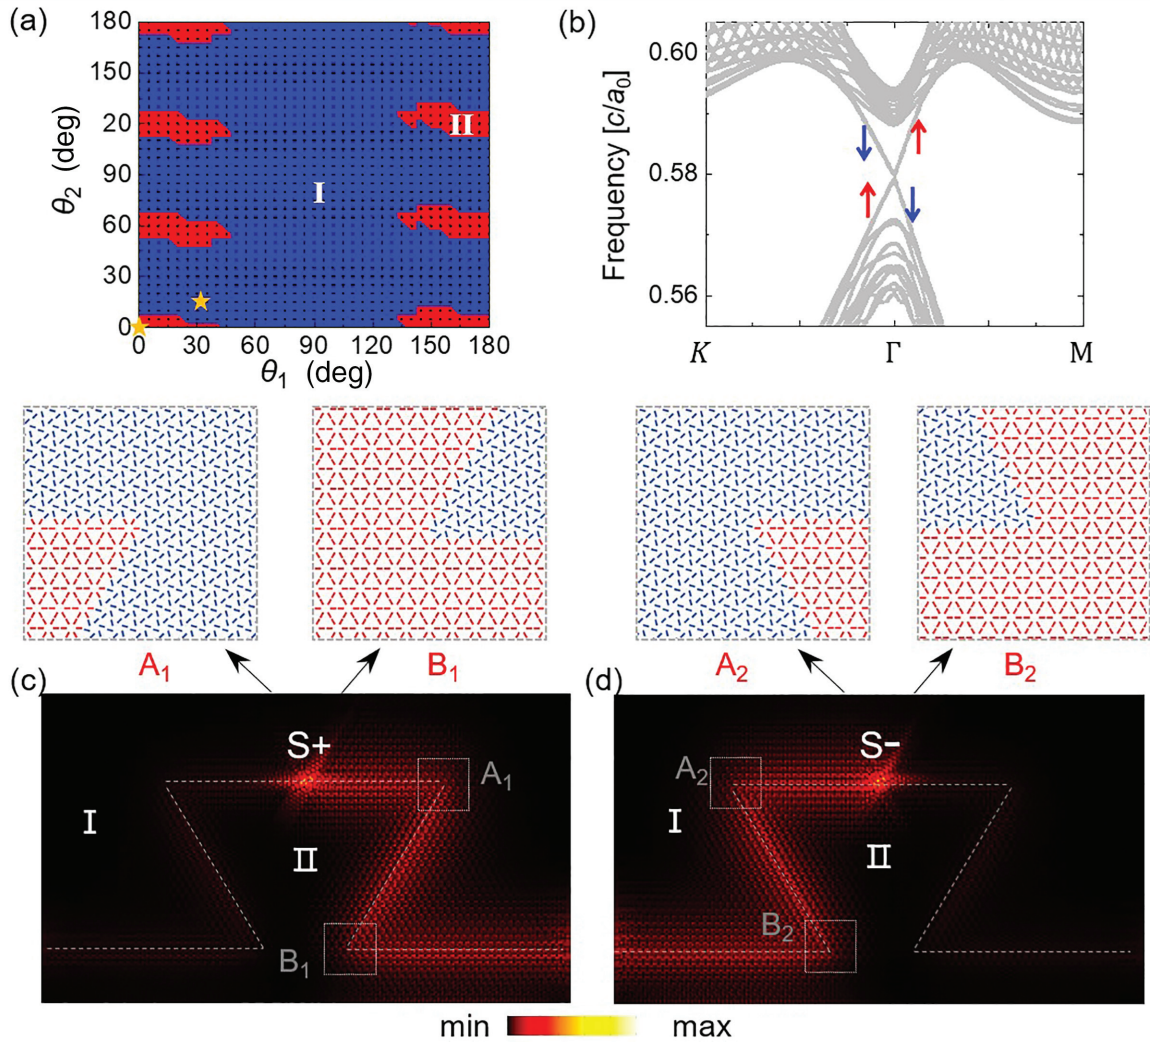 (a)
180
150
20
90
60
30
0
θ2 (deg)
I
II
0 30 60 90 120 150 180
θ1 (deg)
(b)
Frequency [c/a0]
0.60
0.58
0.56
K Γ M
A1
B1
A2
B2
(c)
S+
A1
I
II
B1
(d)
S-
A2
I
II
B2
min max